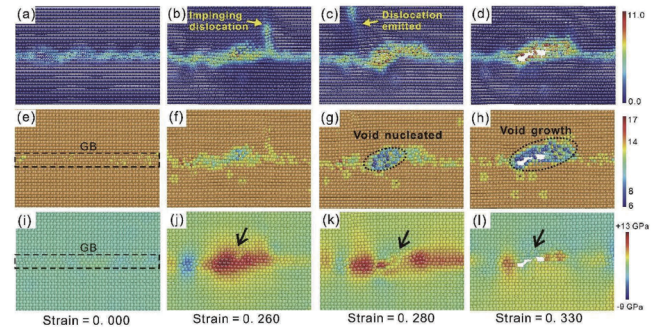 (a)
(b)
Impinging
dislocation
(c)
Dislocation
emitted
(d)
11.0
0.0
(e)
GB
(f)
(g)
Void nucleated
(h)
Void growth
17
14
8
6
(i)
GB
(j)
(k)
(l)
+13 GPa
-9 GPa
Strain=0.000
Strain=0.260
Strain=0.280
Strain=0.330